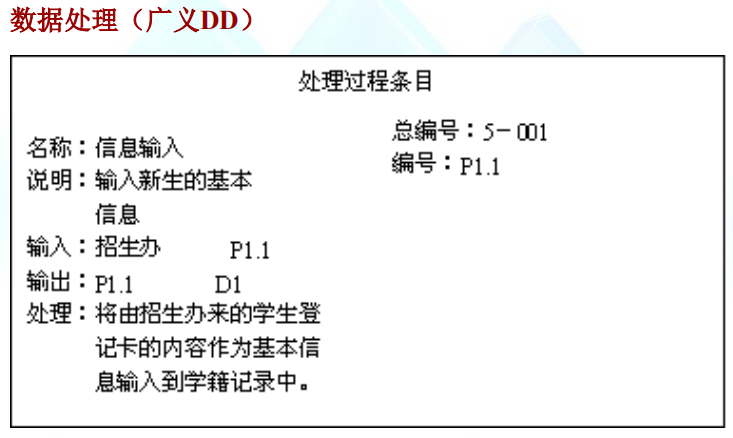 数据处理（广义DD）
处理过程条目
总编号：5－001
名称：信息输入
编号：P1.1
说明：输入新生的基本
信息
输入：招生办 P1.1
输出：P1.1 D1
处理：将由招生办来的学生登
记卡的内容作为基本信
息输入到学籍记录中。